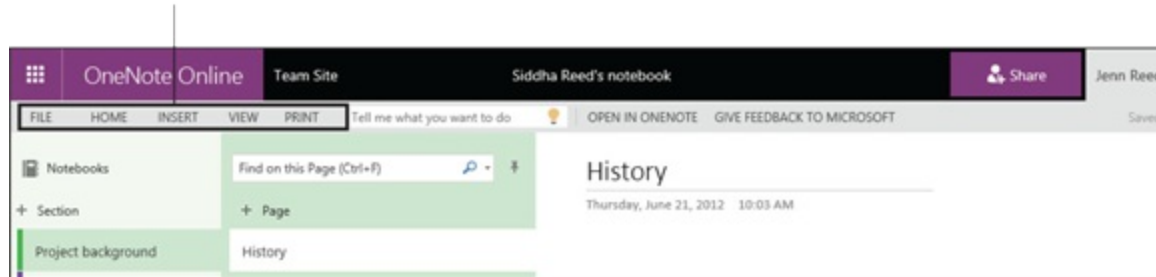 OneNote Online Team Site Siddha Reed's notebook Share Jenn Reed
FILE HOME INSERT VIEW PRINT Tell me what you want to do OPEN IN ONENOTE GIVE FEEDBACK TO MICROSOFT Saved
Notebooks
+ Section
Project background
Find on this Page (Ctrl+F)
+ Page
History
History
Thursday, June 21, 2012 10:03 AM